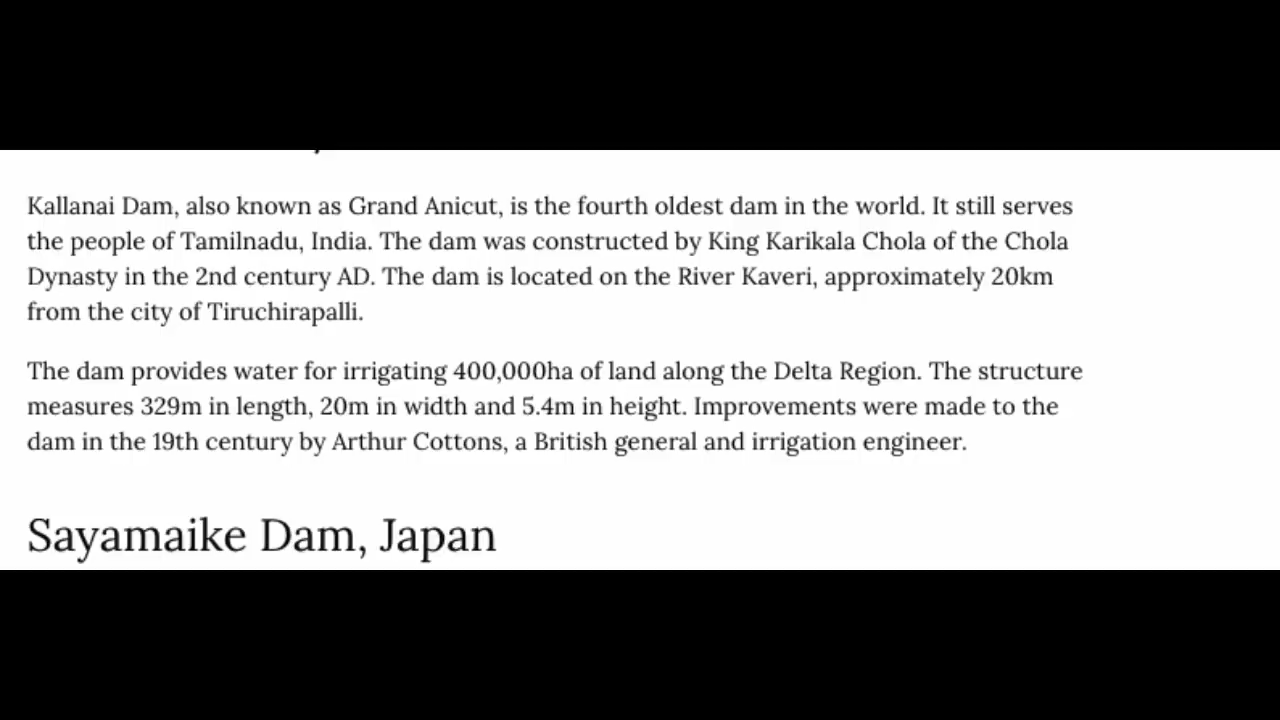 Kallanai Dam, also known as Grand Anicut, is the fourth oldest dam in the world. It still serves
the people of Tamilnadu, India. The dam was constructed by King Karikala Chola of the Chola
Dynasty in the 2nd century AD. The dam is located on the River Kaveri, approximately 20km
from the city of Tiruchirapalli.
The dam provides water for irrigating 400,000ha of land along the Delta Region. The structure
measures 329m in length, 20m in width and 5.4m in height. Improvements were made to the
dam in the 19th century by Arthur Cottons, a British general and irrigation engineer.
Sayamaike Dam, Japan